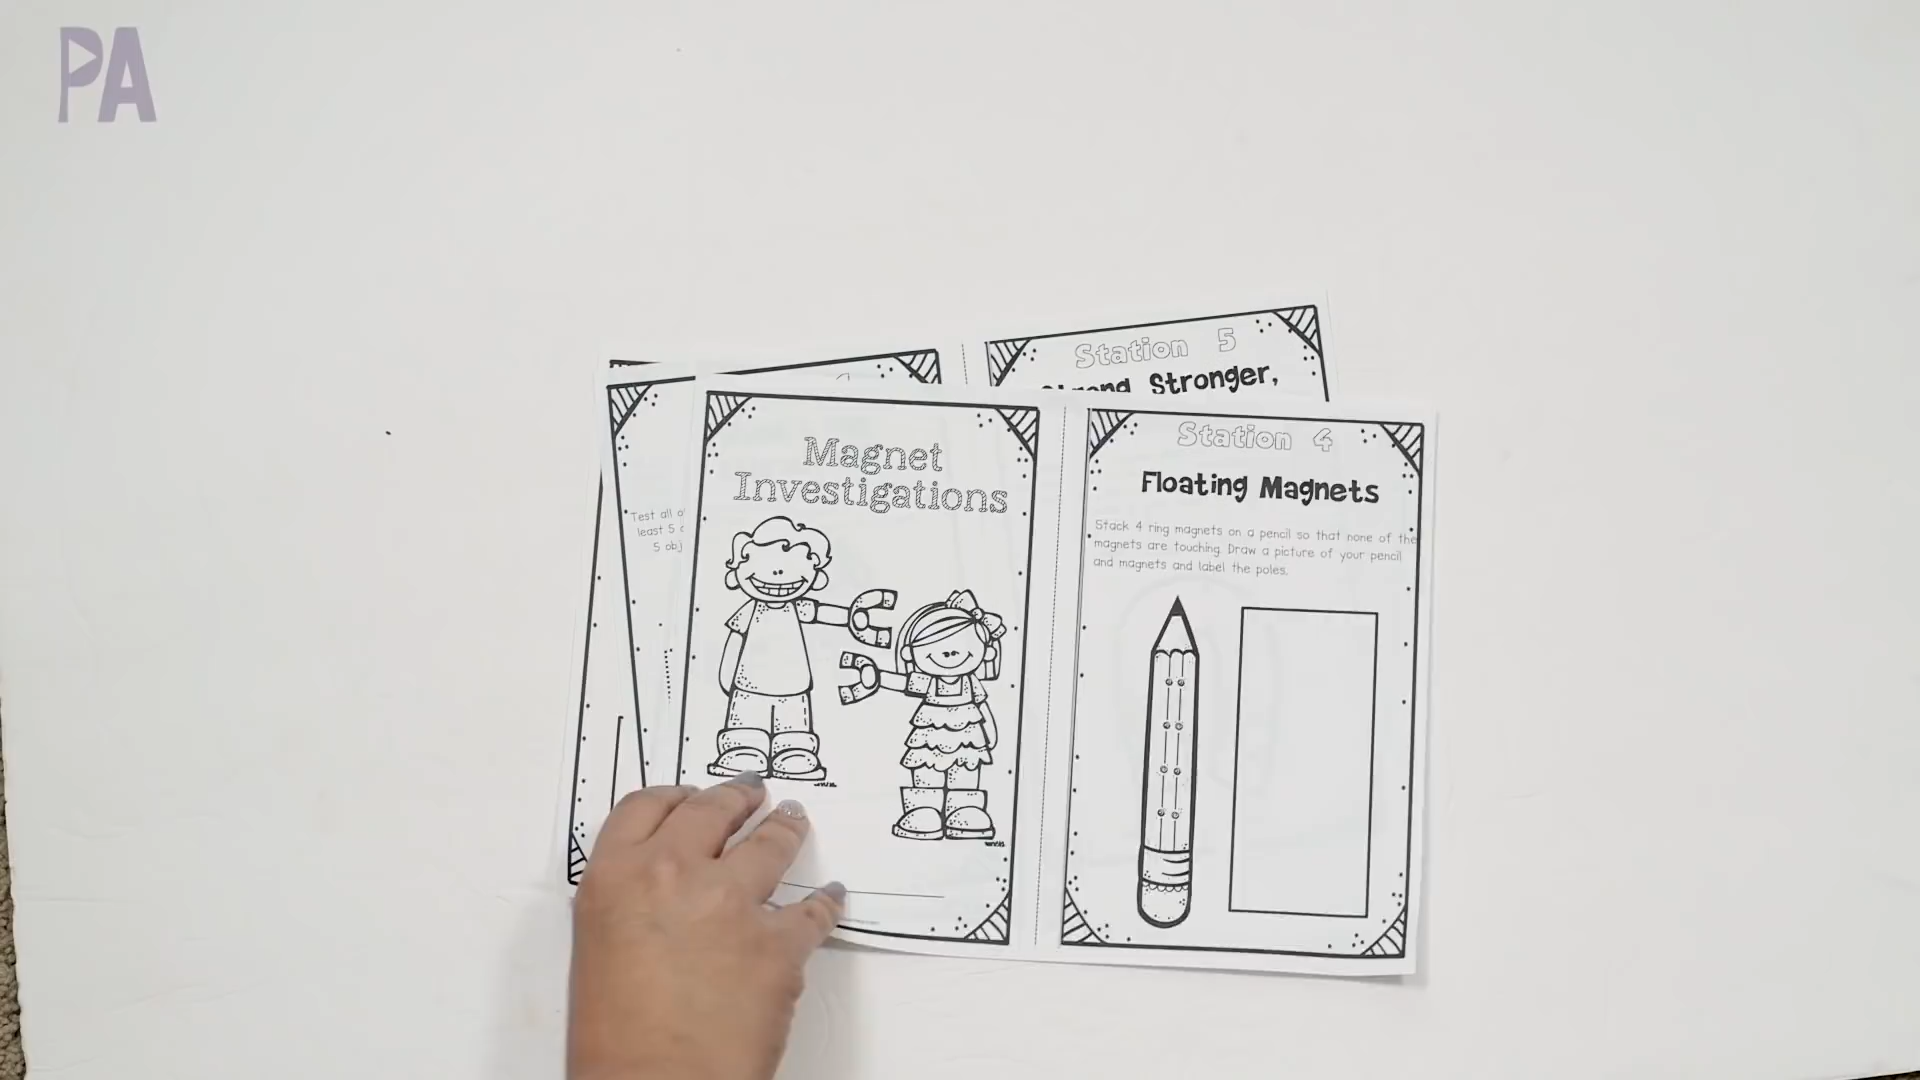 PA
Station 5
Stronger,
Test all
least 5
5 obj
Magnet
Investigations
Station 4
Floating Magnets
Stack 4 ring magnets on a pencil so that none of the
magnets are touching. Draw a picture of your pencil
and magnets and label the poles.